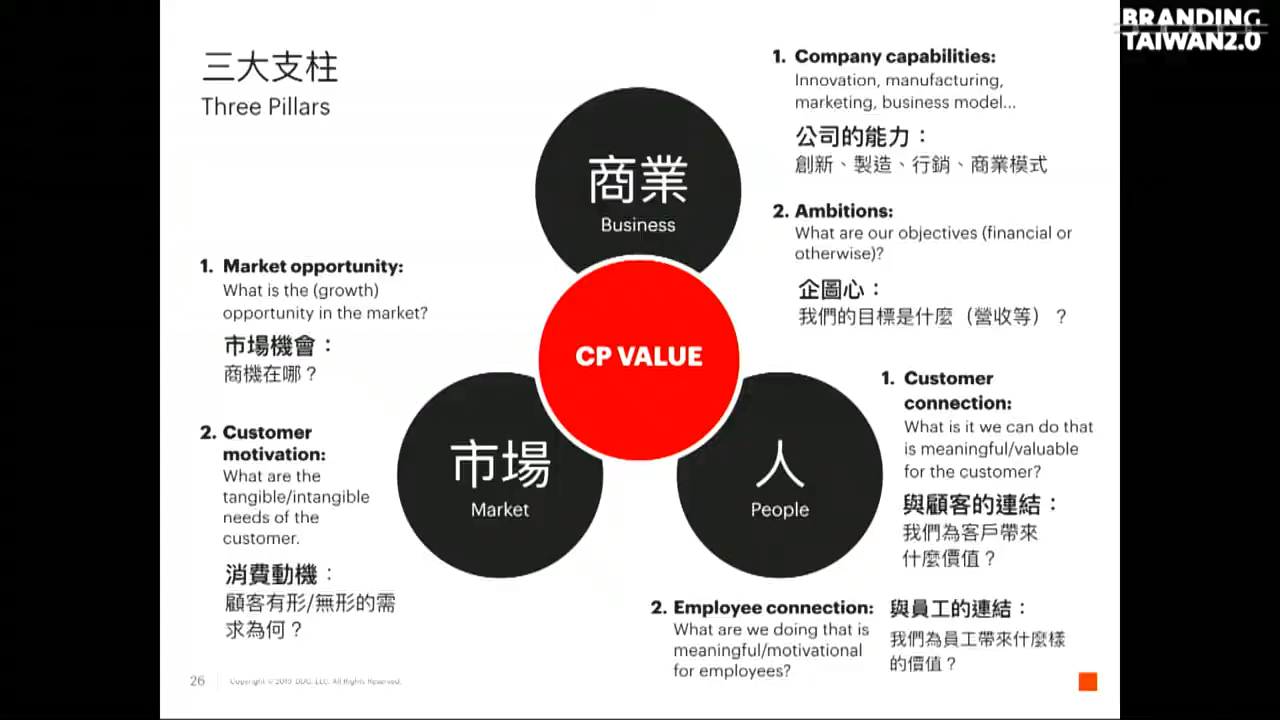 BRANDING
TAIWAN2.0
三大支柱
Three Pillars
商業
Business
CP VALUE
市場
Market
人
People
1. Company capabilities:
Innovation, manufacturing,
marketing, business model...
公司的能力：
創新、製造、行銷、商業模式
2. Ambitions:
What are our objectives (financial or
otherwise)?
企圖心：
我們的目標是什麼（營收等）？
1. Market opportunity:
What is the (growth)
opportunity in the market?
市場機會：
商機在哪？
2. Customer
motivation:
What are the
tangible/intangible
needs of the
customer.
消費動機：
顧客有形/無形的需
求為何？
1. Customer
connection:
What is it we can do that
is meaningful/valuable
for the customer?
與顧客的連結：
我們為客戶帶來
什麼價值？
2. Employee connection:
What are we doing that is
meaningful/motivational
for employees?
與員工的連結：
我們為員工帶來什麼樣
的價值？
26
Copyright © LLC. All Rights Reserved.